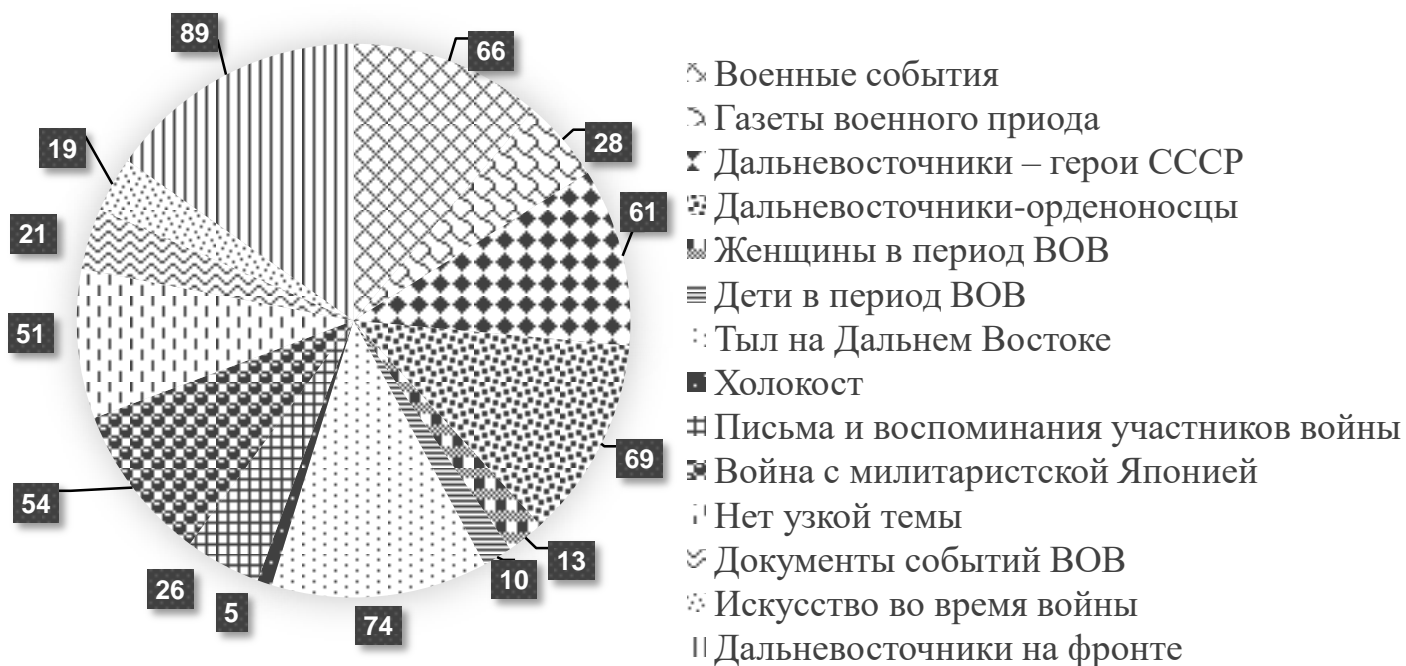 89
66
28
19
61
21
51
69
54
13
10
26
5
74
Военные события
Газеты военного приода
Дальневосточники – герои СССР
Дальневосточники-орденоносцы
Женщины в период ВОВ
Дети в период ВОВ
Тыл на Дальнем Востоке
Холокост
Письма и воспоминания участников войны
Война с милитаристской Японией
Нет узкой темы
Документы событий ВОВ
Искусство во время войны
Дальневосточники на фронте